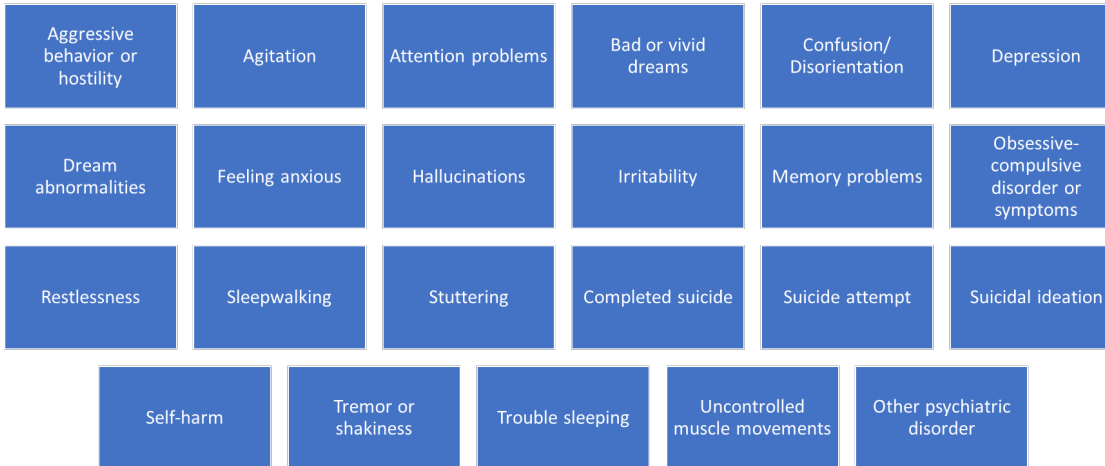 Aggressive
behavior or
hostility
Agitation
Attention problems
Bad or vivid
dreams
Confusion/
Disorientation
Depression
Dream
abnormalities
Feeling anxious
Hallucinations
Irritability
Memory problems
Obsessive-
compulsive
disorder or
symptoms
Restlessness
Sleepwalking
Stuttering
Completed suicide
Suicide attempt
Suicidal ideation
Self-harm
Tremor or
shakiness
Trouble sleeping
Uncontrolled
muscle movements
Other psychiatric
disorder